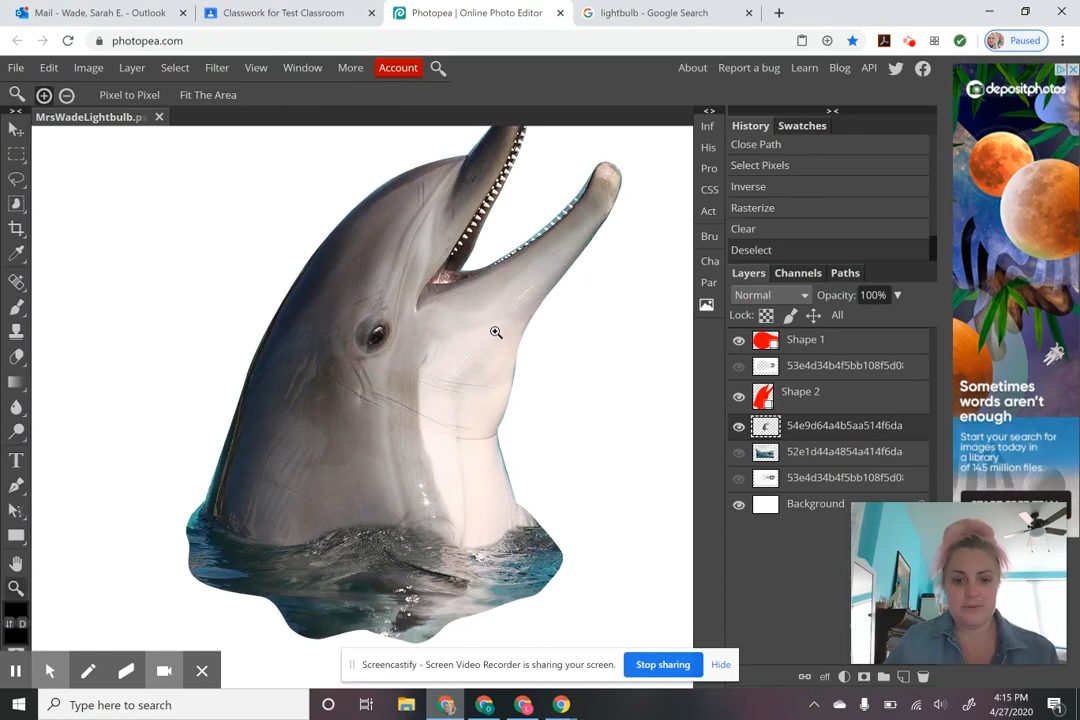 Mail - Wade, Sarah E. - Outlook
Classwork for Test Classroom
Photopea | Online Photo Editor
lightbulb - Google Search
photopea.com
Paused
File Edit Image Layer Select Filter View Window More Account
About Report a bug Learn Blog API
Pixel to Pixel Fit The Area
MrsWadeLightbulb.ps
Inf
His
Pro
CSS
Act
Bru
Cha
Par
History Swatches
Close Path
Select Pixels
Inverse
Rasterize
Clear
Deselect
Layers Channels Paths
Normal Opacity: 100%
Lock: All
Shape 1
53e4d34b4f5bb108f5d08
Shape 2
54e9d64a4b5aa514f6da
52e1d44a4854a414f6da
53e4d34b4f5bb108f5d08
Background
eff
D
depositphotos
Sometimes
words aren't
enough
Start your search for
images today in
a library
of 145 million files.
Screencastify - Screen Video Recorder is sharing your screen.
Stop sharing
Hide
Type here to search
4:15 PM
4/27/2020